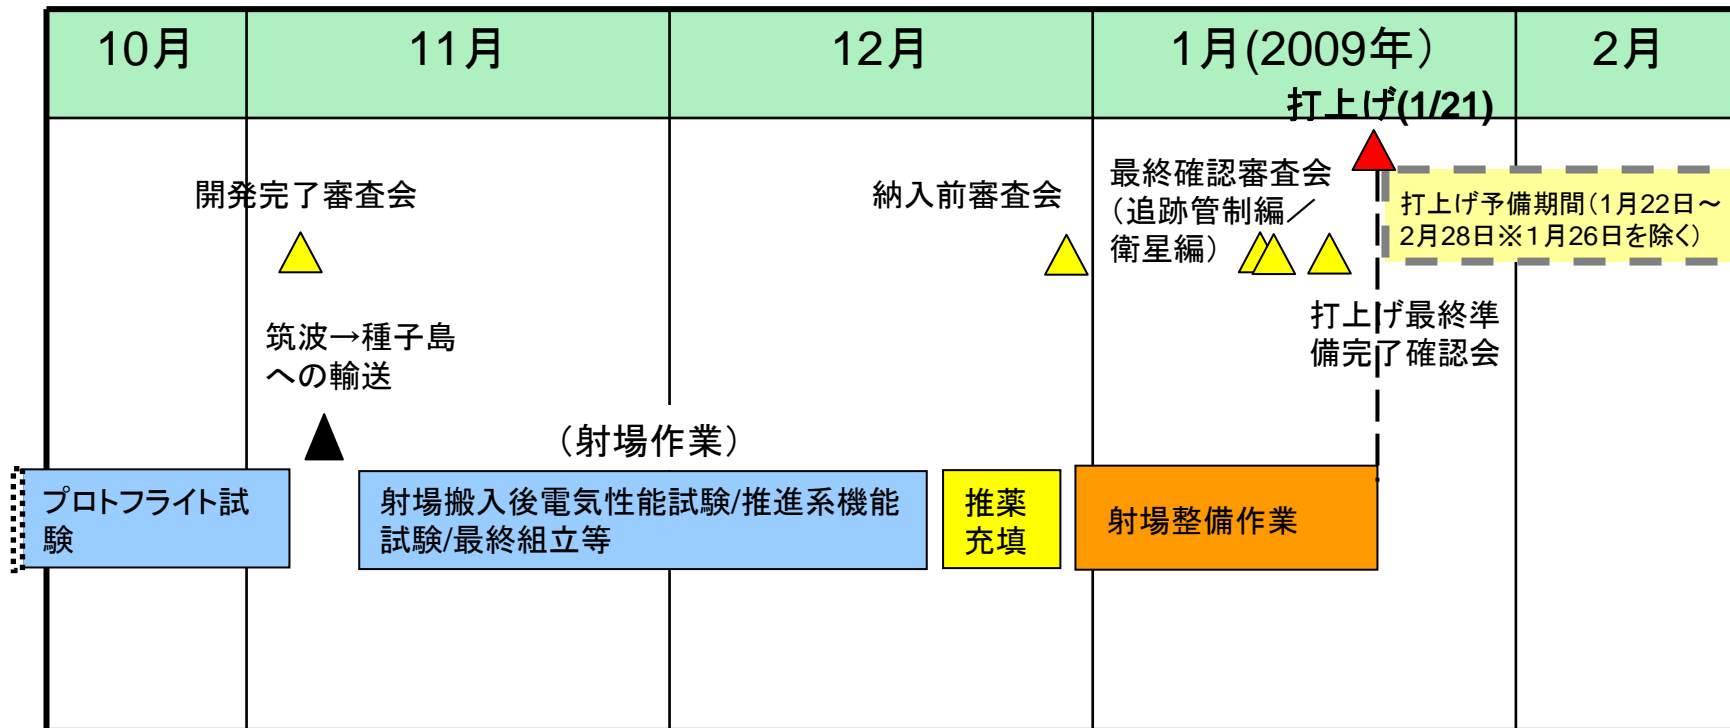 10月
11月
12月
1月(2009年）
2月
打上げ(1/21)
開発完了審査会
納入前審査会
最終確認審査会
（追跡管制編／
衛星編）
打上げ予備期間（1月22日～
2月28日※1月26日を除く）
打上げ最終準
備完了確認会
筑波→種子島
への輸送
（射場作業）
プロトフライト試
験
射場搬入後電気性能試験/推進系機能
試験/最終組立等
推薬
充填
射場整備作業